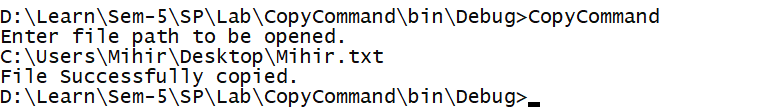 D:\Learn\Sem-5\SP\Lab\CopyCommand\bin\Debug>CopyCommand
Enter file path to be opened.
C:\Users\Mihir\Desktop\Mihir.txt
File Successfully copied.
D:\Learn\Sem-5\SP\Lab\CopyCommand\bin\Debug>